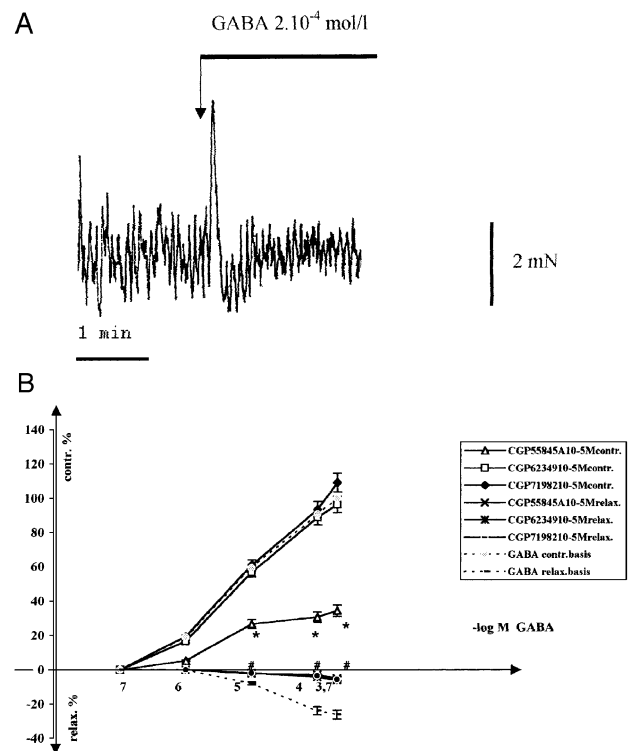 A
GABA 2.10-4 mol/l
2 mN
1 min
B
140
120
100
80
60
40
20
0
-20
-40
contr. %
relax. %
CGP55845A10-5Mcontr.
CGP6234910-5Mcontr.
CGP7198210-5Mcontr.
CGP55845A10-5Mrelax.
CGP6234910-5Mrelax.
CGP7198210-5Mrelax.
GABA contr.basis
GABA relax.basis
-log M GABA
* * *
# # #
7 6 5 4 3,7